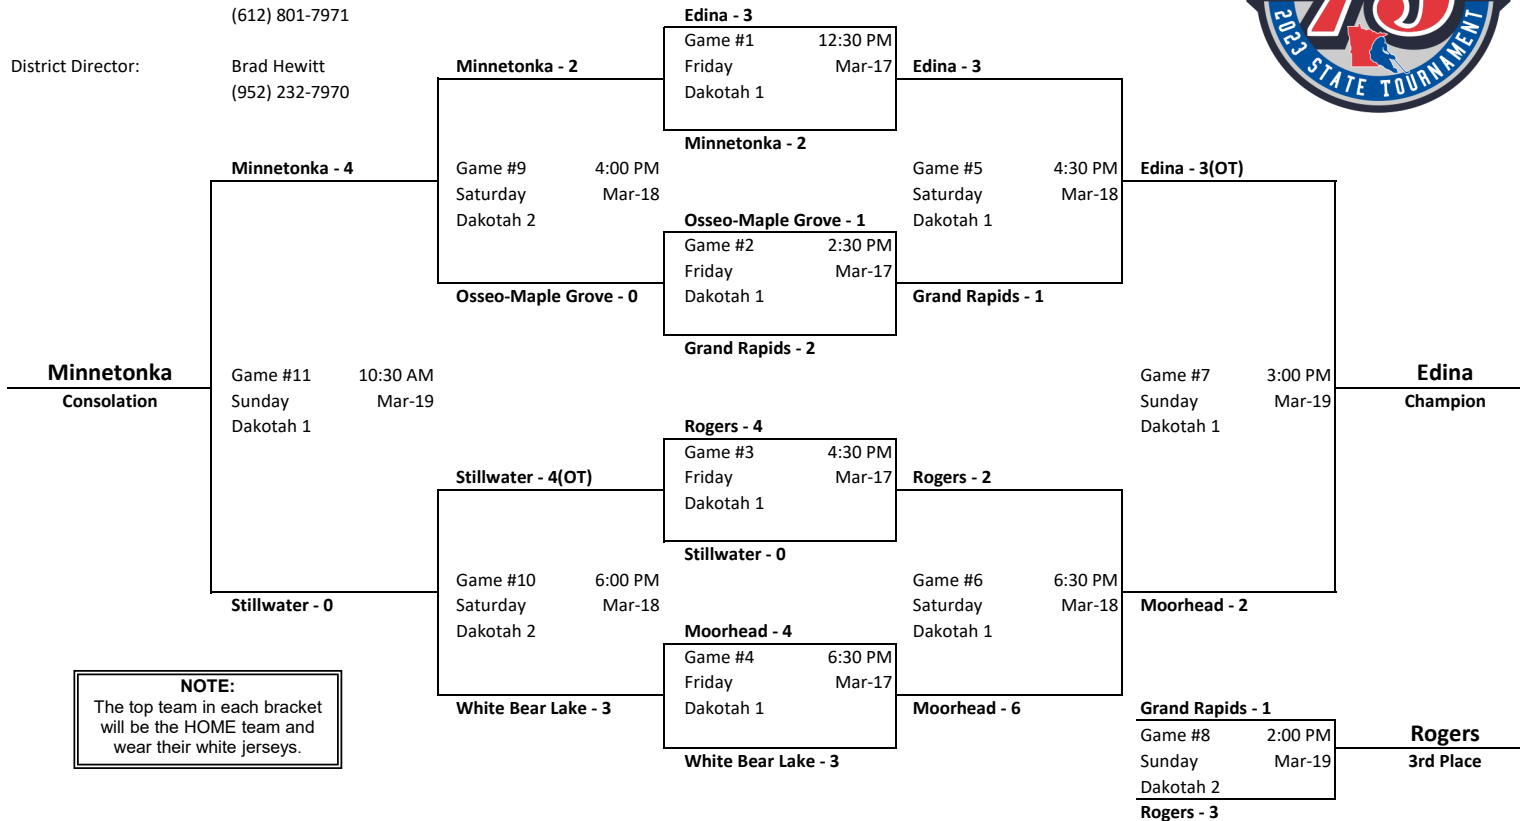 (612) 801-7971
Edina - 3
75
2023 STATE TOURNAMENT
Game #1 12:30 PM
District Director: Brad Hewitt
Minnetonka - 2
Friday Mar-17
Edina - 3
(952) 232-7970
Dakotah 1
Minnetonka - 2
Minnetonka - 4
Game #9 4:00 PM
Game #5 4:30 PM
Edina - 3(OT)
Saturday Mar-18
Saturday Mar-18
Dakotah 2
Osseo-Maple Grove - 1
Dakotah 1
Game #2 2:30 PM
Friday Mar-17
Osseo-Maple Grove - 0
Dakotah 1
Grand Rapids - 1
Grand Rapids - 2
Minnetonka
Game #11 10:30 AM
Game #7 3:00 PM
Edina
Consolation
Sunday Mar-19
Sunday Mar-19
Champion
Dakotah 1
Rogers - 4
Dakotah 1
Game #3 4:30 PM
Stillwater - 4(OT)
Friday Mar-17
Rogers - 2
Dakotah 1
Stillwater - 0
Game #10 6:00 PM
Game #6 6:30 PM
Stillwater - 0
Saturday Mar-18
Saturday Mar-18
Moorhead - 2
Dakotah 2
Moorhead - 4
Dakotah 1
Game #4 6:30 PM
Friday Mar-17
White Bear Lake - 3
Dakotah 1
Moorhead - 6
Grand Rapids - 1
NOTE:
The top team in each bracket
will be the HOME team and
wear their white jerseys.
Game #8 2:00 PM
Rogers
White Bear Lake - 3
Sunday Mar-19
3rd Place
Dakotah 2
Rogers - 3